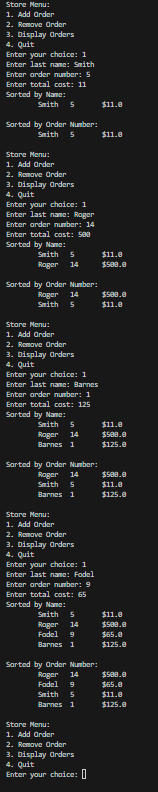 Store Menu:
1. Add Order
2. Remove Order
3. Display Orders
4. Quit
Enter your choice: 1
Enter last name: Smith
Enter order number: 5
Enter total cost: 11
Sorted by Name:
Smith 5 $11.0
Sorted by Order Number:
Smith 5 $11.0
Store Menu:
1. Add Order
2. Remove Order
3. Display Orders
4. Quit
Enter your choice: 1
Enter last name: Roger
Enter order number: 14
Enter total cost: 500
Sorted by Name:
Smith 5 $11.0
Roger 14 $500.0
Sorted by Order Number:
Roger 14 $500.0
Smith 5 $11.0
Store Menu:
1. Add Order
2. Remove Order
3. Display Orders
4. Quit
Enter your choice: 1
Enter last name: Barnes
Enter order number: 1
Enter total cost: 125
Sorted by Name:
Smith 5 $11.0
Roger 14 $500.0
Barnes 1 $125.0
Sorted by Order Number:
Roger 14 $500.0
Smith 5 $11.0
Barnes 1 $125.0
Store Menu:
1. Add Order
2. Remove Order
3. Display Orders
4. Quit
Enter your choice: 1
Enter last name: Fodel
Enter order number: 9
Enter total cost: 65
Sorted by Name:
Smith 5 $11.0
Roger 14 $500.0
Fodel 9 $65.0
Barnes 1 $125.0
Sorted by Order Number:
Roger 14 $500.0
Fodel 9 $65.0
Smith 5 $11.0
Barnes 1 $125.0
Store Menu:
1. Add Order
2. Remove Order
3. Display Orders
4. Quit
Enter your choice: